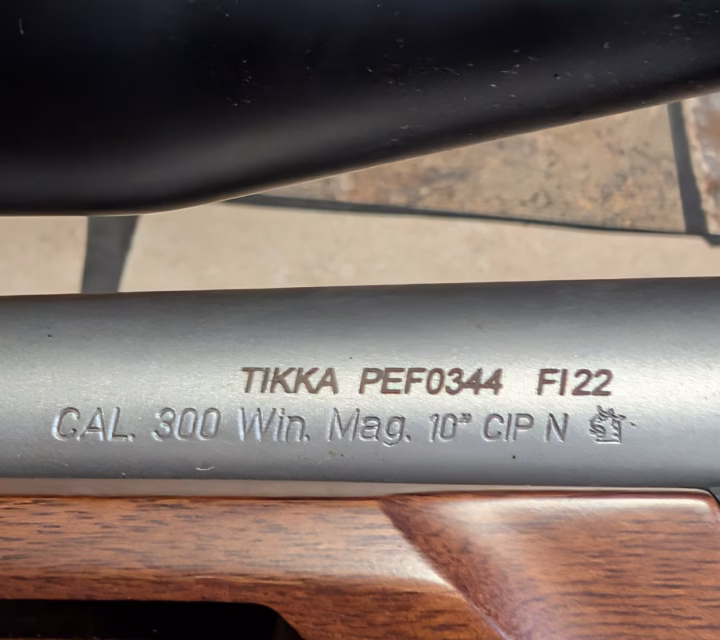 TIKKA PEF0344 FI22
CAL. 300 Win. Mag. 10" CIP N